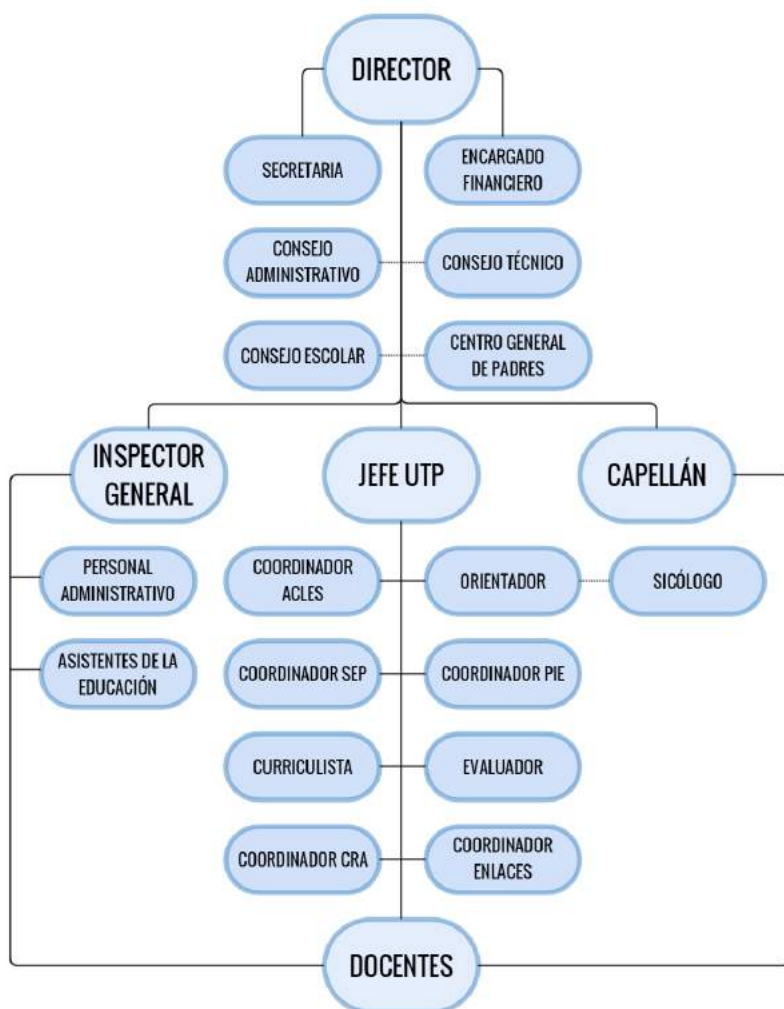 DIRECTOR
SECRETARIA
ENCARGADO
FINANCIERO
CONSEJO
ADMINISTRATIVO
CONSEJO TÉCNICO
CONSEJO ESCOLAR
CENTRO GENERAL
DE PADRES
INSPECTOR
GENERAL
JEFE UTP
CAPELLÁN
PERSONAL
ADMINISTRATIVO
COORDINADOR
ACLES
ORIENTADOR
SICÓLOGO
ASISTENTES DE LA
EDUCACIÓN
COORDINADOR SEP
COORDINADOR PIE
CURRICULISTA
EVALUADOR
COORDINADOR CRA
COORDINADOR
ENLACES
DOCENTES